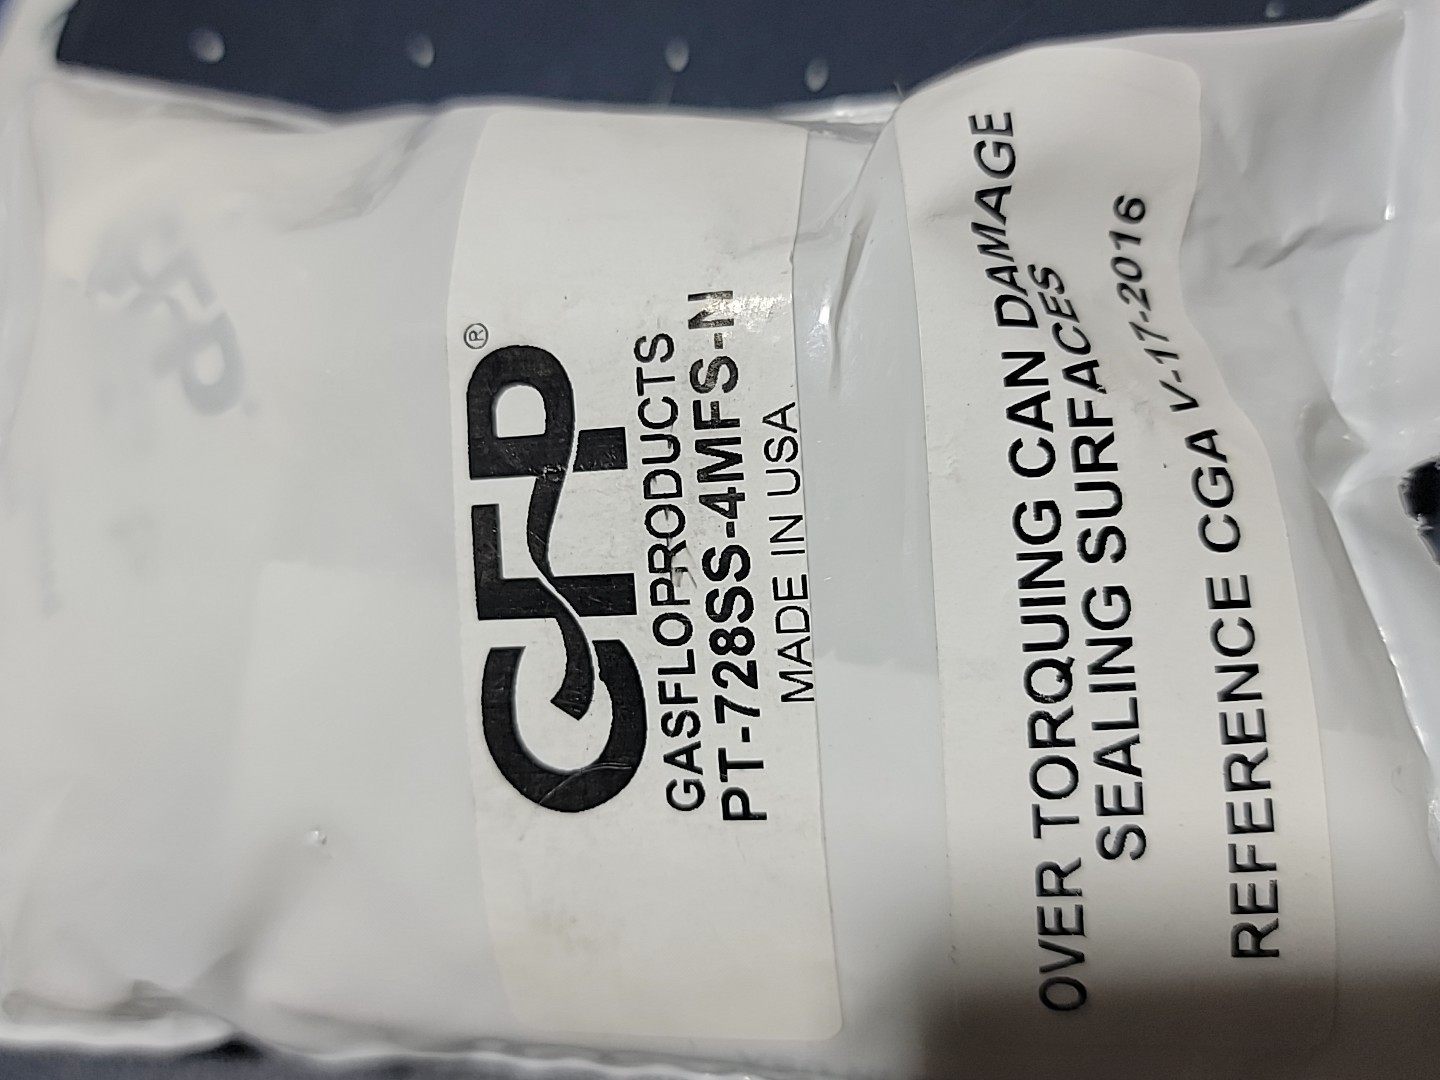 GFP®
GASFLOPRODUCTS
PT-728SS-4MFS-N
MADE IN USA
OVER TORQUING CAN DAMAGE
SEALING SURFACES
REFERENCE CGA V-17-2016